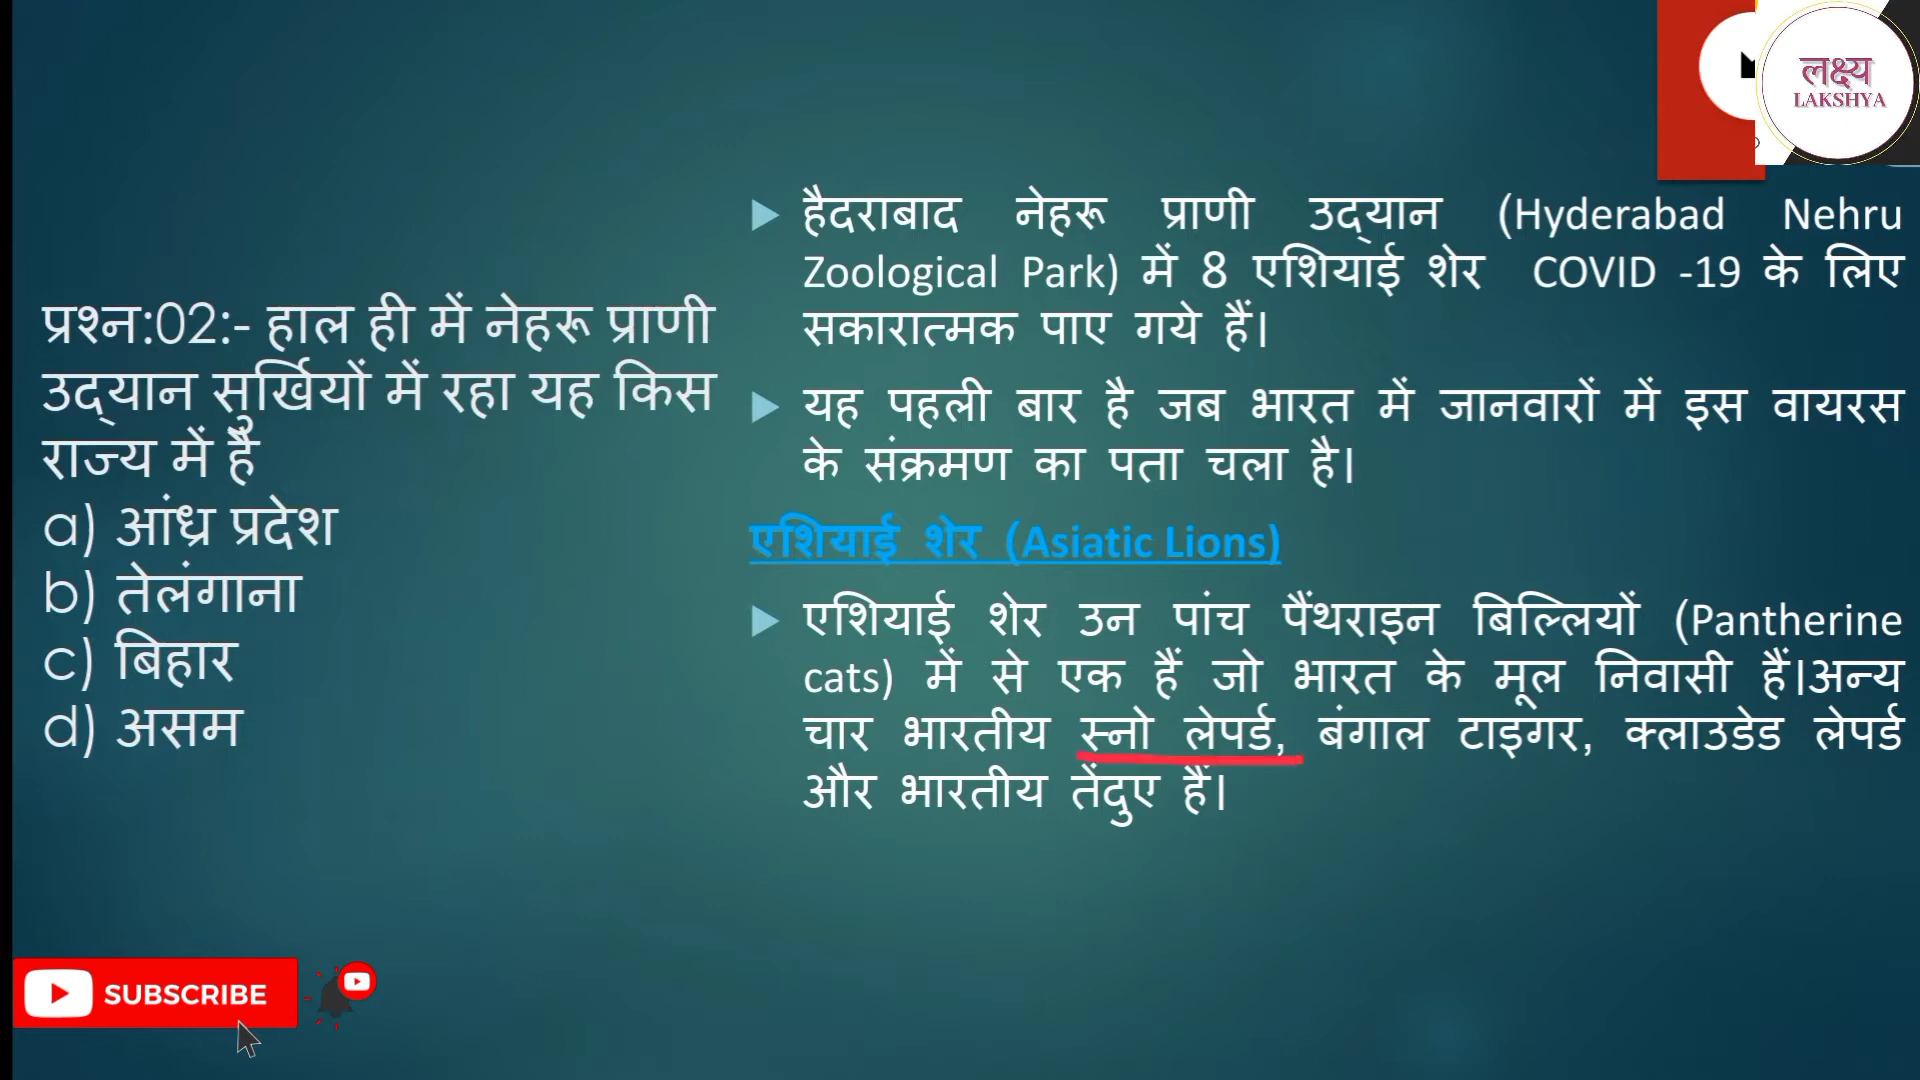 लक्ष्य
LAKSHYA
प्रश्न:02:- हाल ही में नेहरू प्राणी
उद्यान सुर्खियों में रहा यह किस
राज्य में है
a) आंध्र प्रदेश
b) तेलंगाना
c) बिहार
d) असम
हैदराबाद नेहरू प्राणी उद्यान (Hyderabad Nehru
Zoological Park) में 8 एशियाई शेर COVID -19 के लिए
सकारात्मक पाए गये हैं।
यह पहली बार है जब भारत में जानवारों में इस वायरस
के संक्रमण का पता चला है।
एशियाई शेर (Asiatic Lions)
एशियाई शेर उन पांच पैंथराइन बिल्लियों (Pantherine
cats) में से एक हैं जो भारत के मूल निवासी हैं।अन्य
चार भारतीय स्नो लेपर्ड, बंगाल टाइगर, क्लाउडेड लेपर्ड
और भारतीय तेंदुए हैं।
SUBSCRIBE